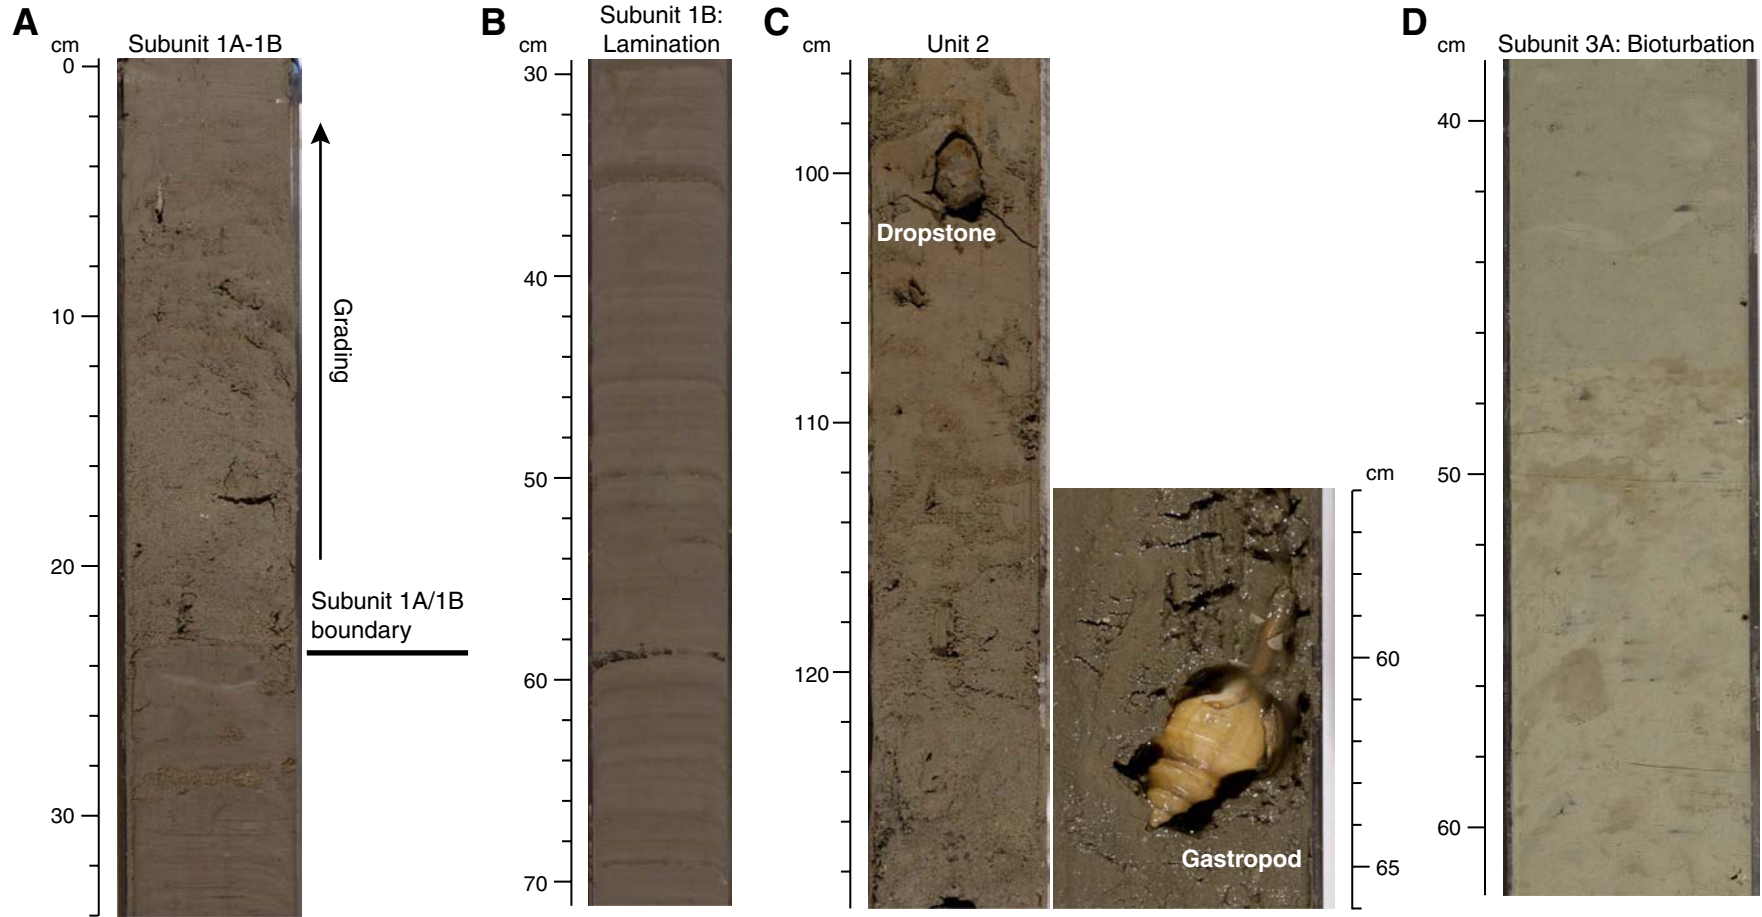 A
Subunit 1A-1B
cm
0
10
20
30
Grading
Subunit 1A/1B
boundary
B
Subunit 1B:
Lamination
cm
30
40
50
60
70
C
Unit 2
cm
100
110
120
Dropstone
cm
60
65
Gastropod
D
Subunit 3A: Bioturbation
cm
40
50
60